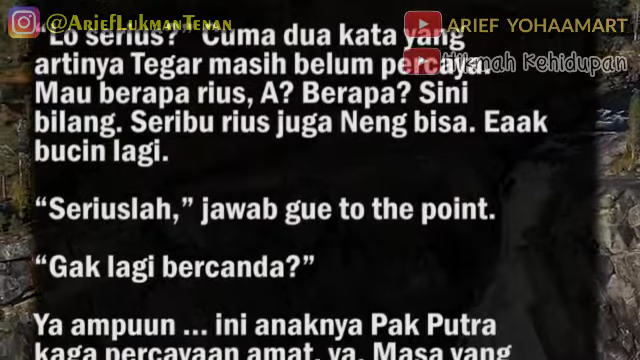 @AriefLukmanTenan
ARIEF YOHAAMART
Hikmah Kehidupan
“Lo serius?” Cuma dua kata yang
artinya Tegar masih belum percaya.
Mau berapa rius, A? Berapa? Sini
bilang. Seribu rius juga Neng bisa. Eaak
bucin lagi.
“Seriuslah,” jawab gue to the point.
“Gak lagi bercanda?”
Ya ampuun ... ini anaknya Pak Putra
kaga percayaan amat, ya. Masa yang